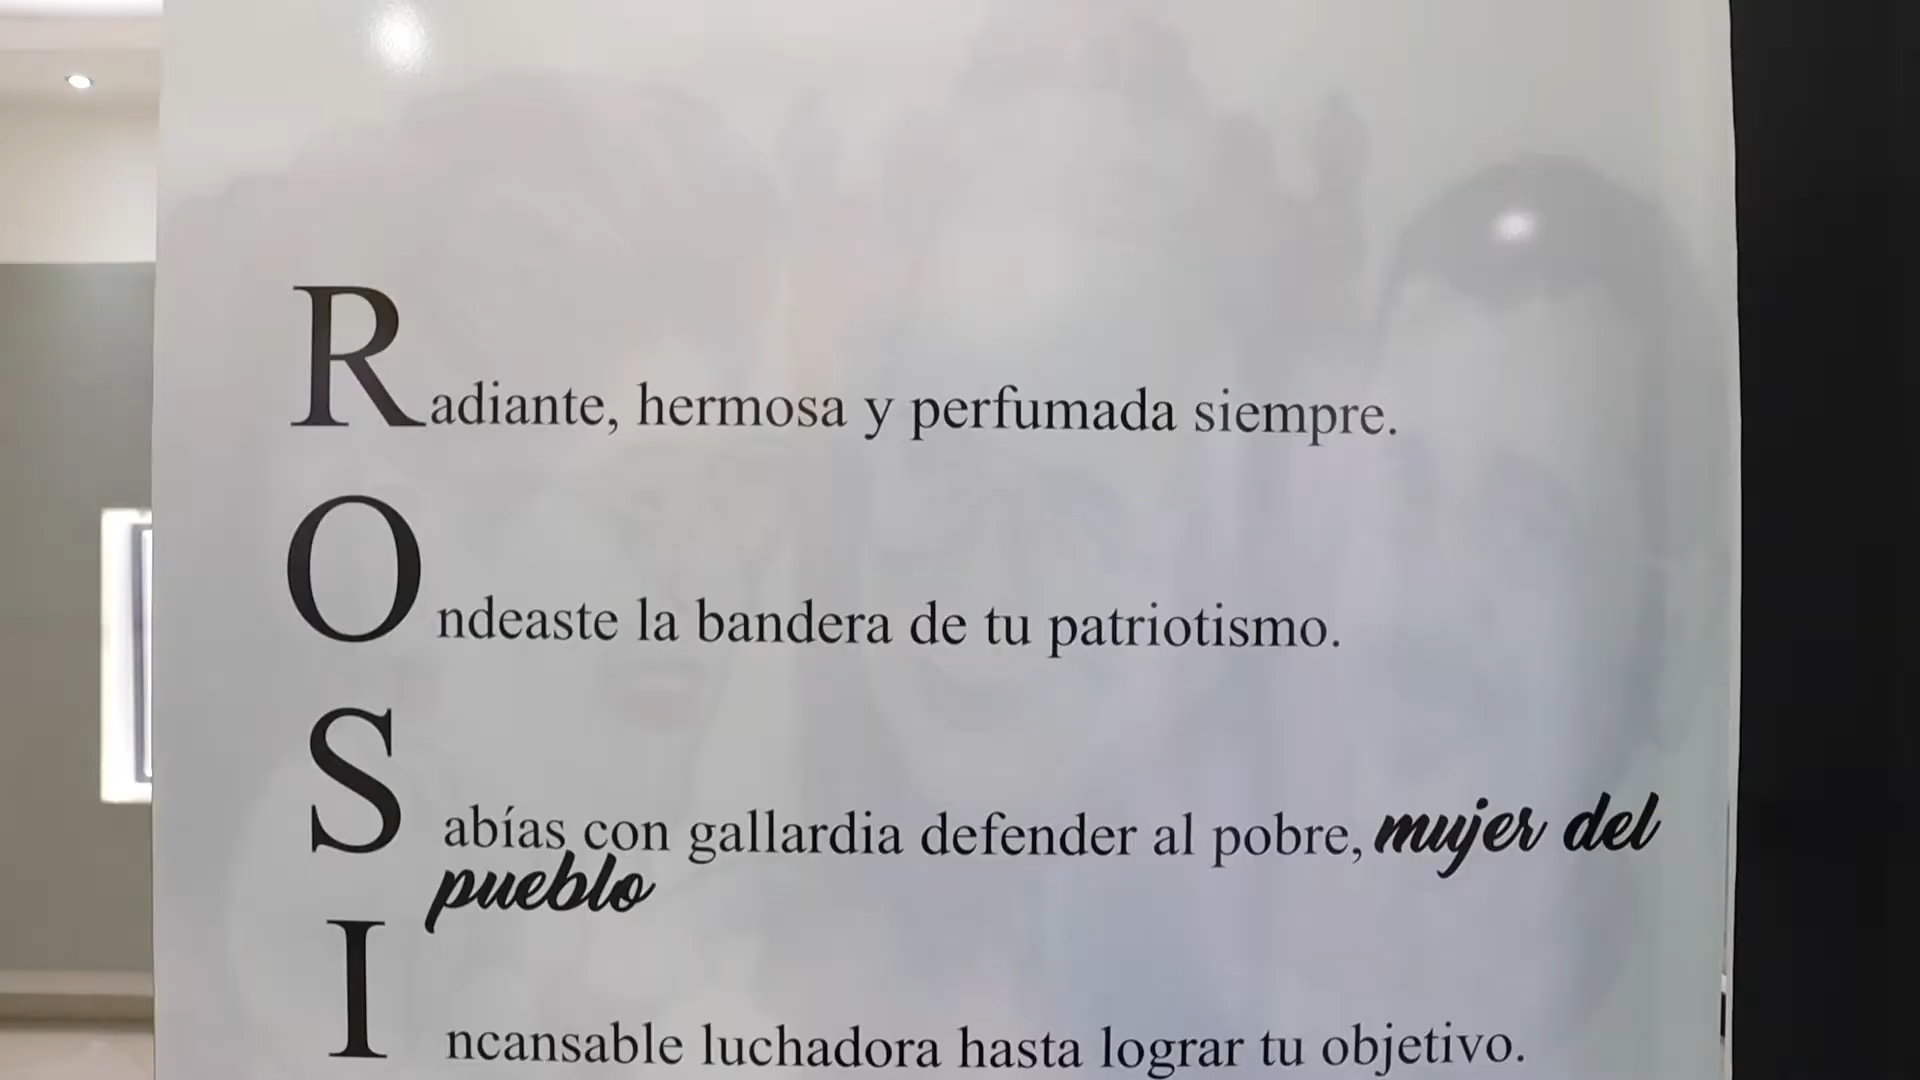 Radiante, hermosa y perfumada siempre.
Ondeaste la bandera de tu patriotismo.
Sabías con gallardia defender al pobre, mujer del
pueblo
Incansable luchadora hasta lograr tu objetivo.